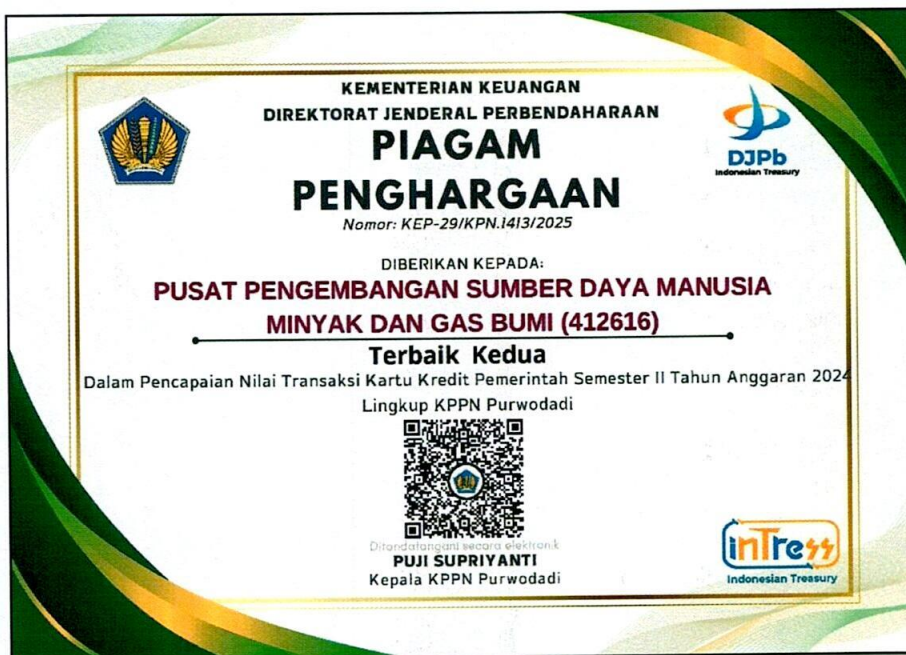 KEMENTERIAN KEUANGAN
DIREKTORAT JENDERAL PERBENDAHARAAN
PIAGAM
PENGHARGAAN
Nomor: KEP-29/KPN.1413/2025
DJPb
Indonesian Treasury
DIBERIKAN KEPADA:
PUSAT PENGEMBANGAN SUMBER DAYA MANUSIA
MINYAK DAN GAS BUMI (412616)
Terbaik Kedua
Dalam Pencapaian Nilai Transaksi Kartu Kredit Pemerintah Semester II Tahun Anggaran 2024
Lingkup KPPN Purwodadi
Ditandatangani secara elektronik
PUJI SUPRIYANTI
Kepala KPPN Purwodadi
inTress
Indonesian Treasury